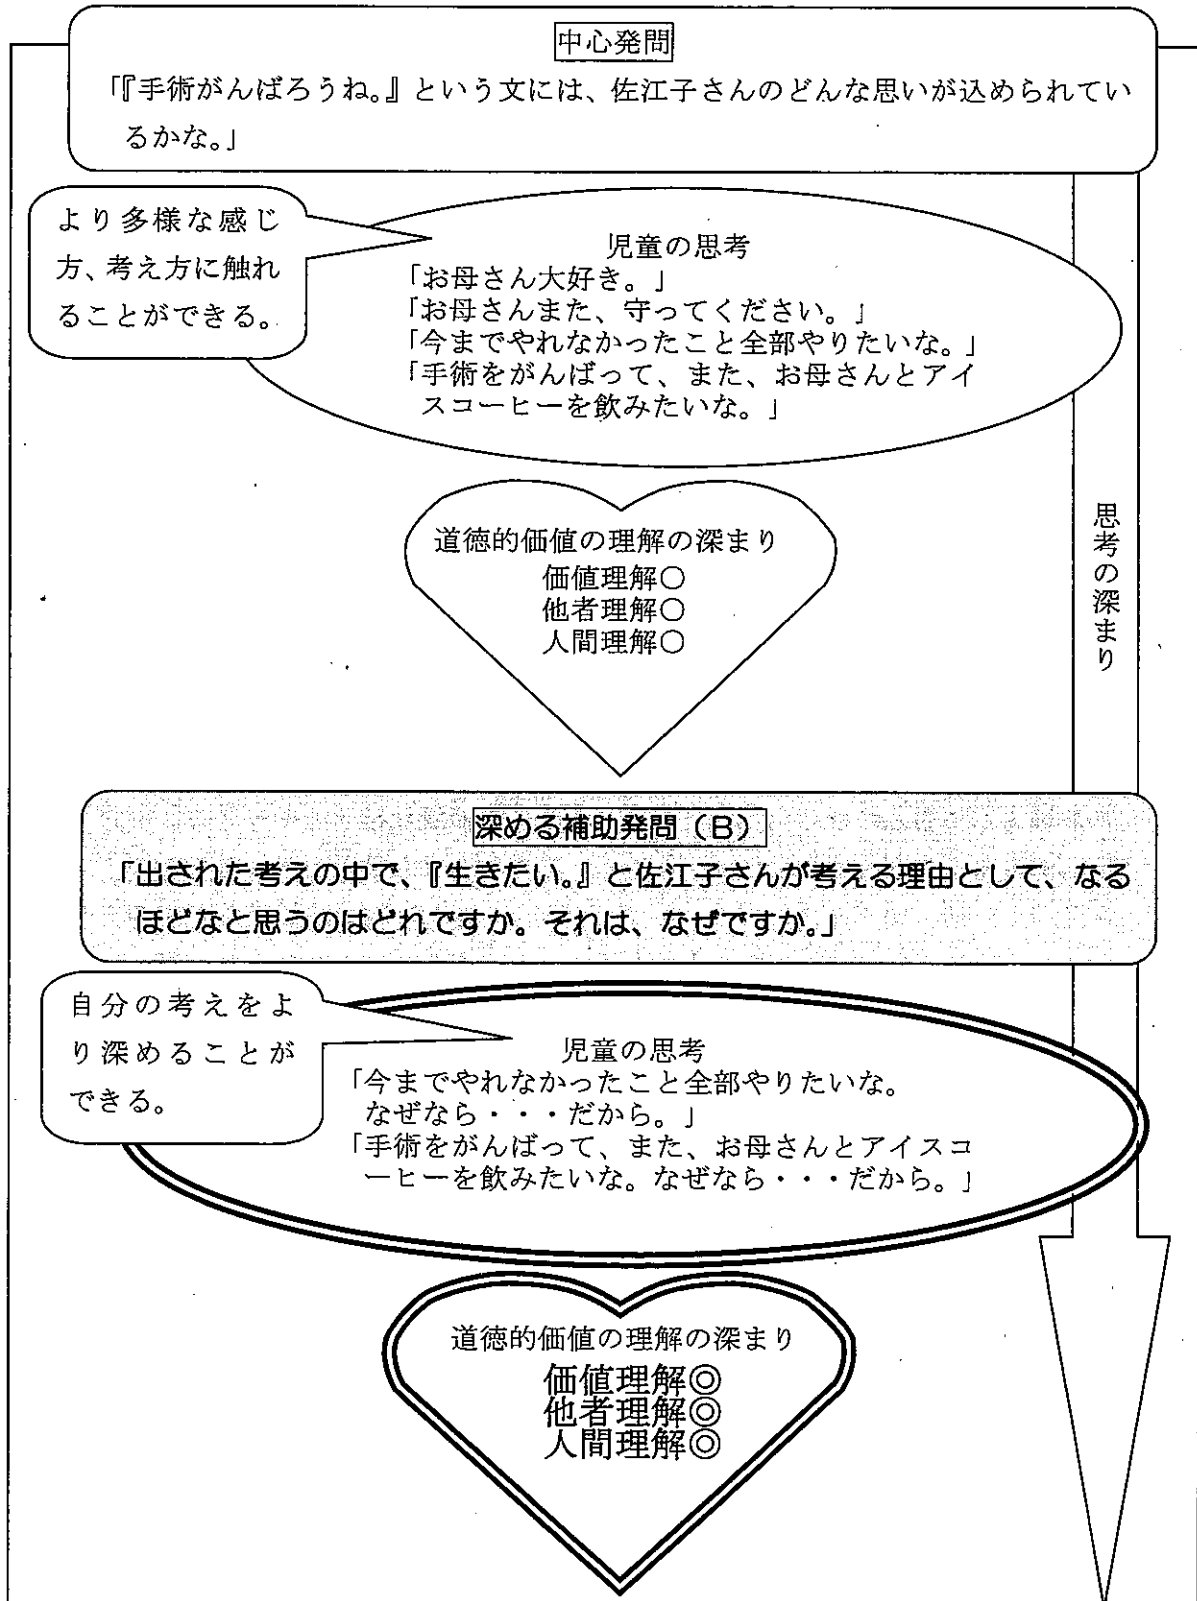 中心発問
「『手術がんばろうね。』という文には、佐江子さんのどんな思いが込められてい
るかな。」
より多様な感じ
方、考え方に触れ
ることができる。
児童の思考
「お母さん大好き。」
「お母さんまた、守ってください。」
「今までやれなかったこと全部やりたいな。」
「手術をがんばって、また、お母さんとアイ
スコーヒーを飲みたいな。」
道徳的価値の理解の深まり
価値理解○
他者理解○
人間理解○
思考の深まり
深める補助発問（B）
「出された考えの中で、『生きたい。』と佐江子さんが考える理由として、なる
ほどなと思うのはどれですか。それは、なぜですか。」
自分の考えをよ
り深めることが
できる。
児童の思考
「今までやれなかったこと全部やりたいな。
なぜなら・・・だから。」
「手術をがんばって、また、お母さんとアイスコ
ーヒーを飲みたいな。なぜなら・・・だから。」
道徳的価値の理解の深まり
価値理解◎
他者理解◎
人間理解◎